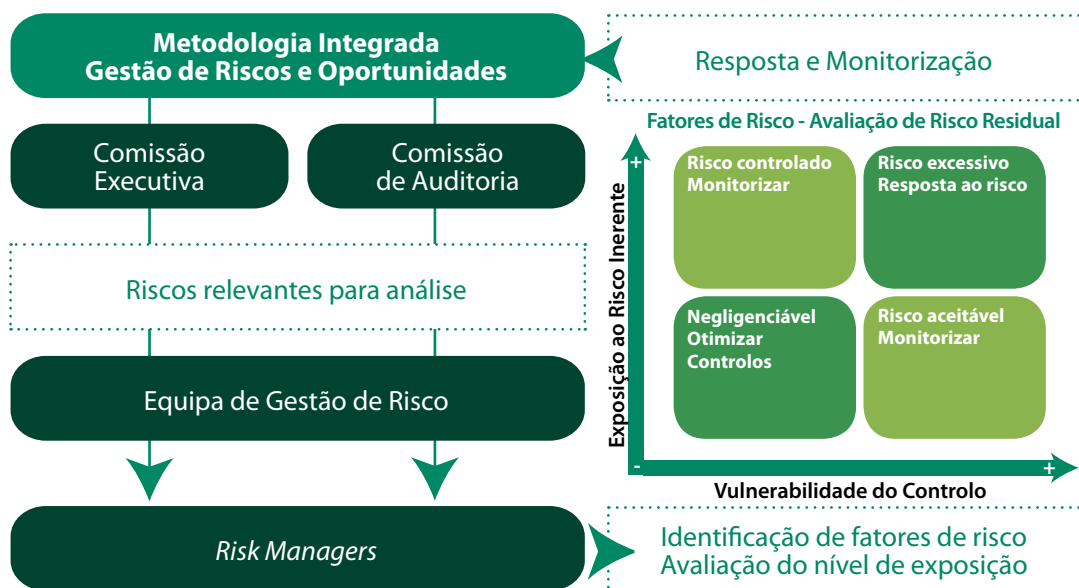 Metodologia Integrada
Gestão de Riscos e Oportunidades
Comissão
Executiva
Comissão
de Auditoria
Riscos relevantes para análise
Equipa de Gestão de Risco
Risk Managers
Resposta e Monitorização
Fatores de Risco - Avaliação de Risco Residual
+
Exposição ao Risco Inerente
Risco controlado
Monitorizar
Risco excessivo
Resposta ao risco
Negligenciável
Otimizar
Controlos
Risco aceitável
Monitorizar
-
+
Vulnerabilidade do Controlo
Identificação de fatores de risco
Avaliação do nível de exposição